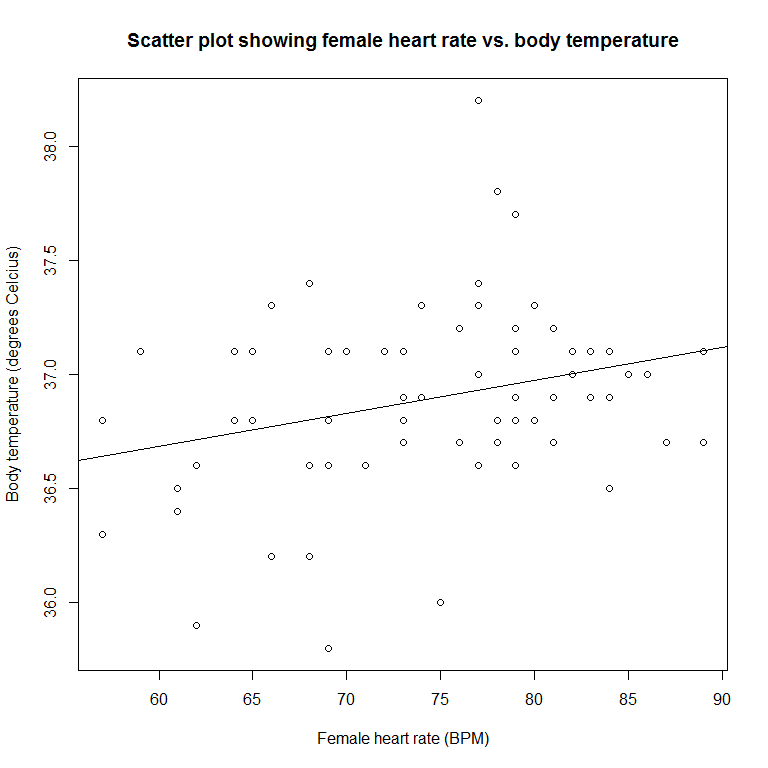 Scatter plot showing female heart rate vs. body temperature
Body temperature (degrees Celcius)
38.0
37.5
37.0
36.5
36.0
60 65 70 75 80 85 90
Female heart rate (BPM)